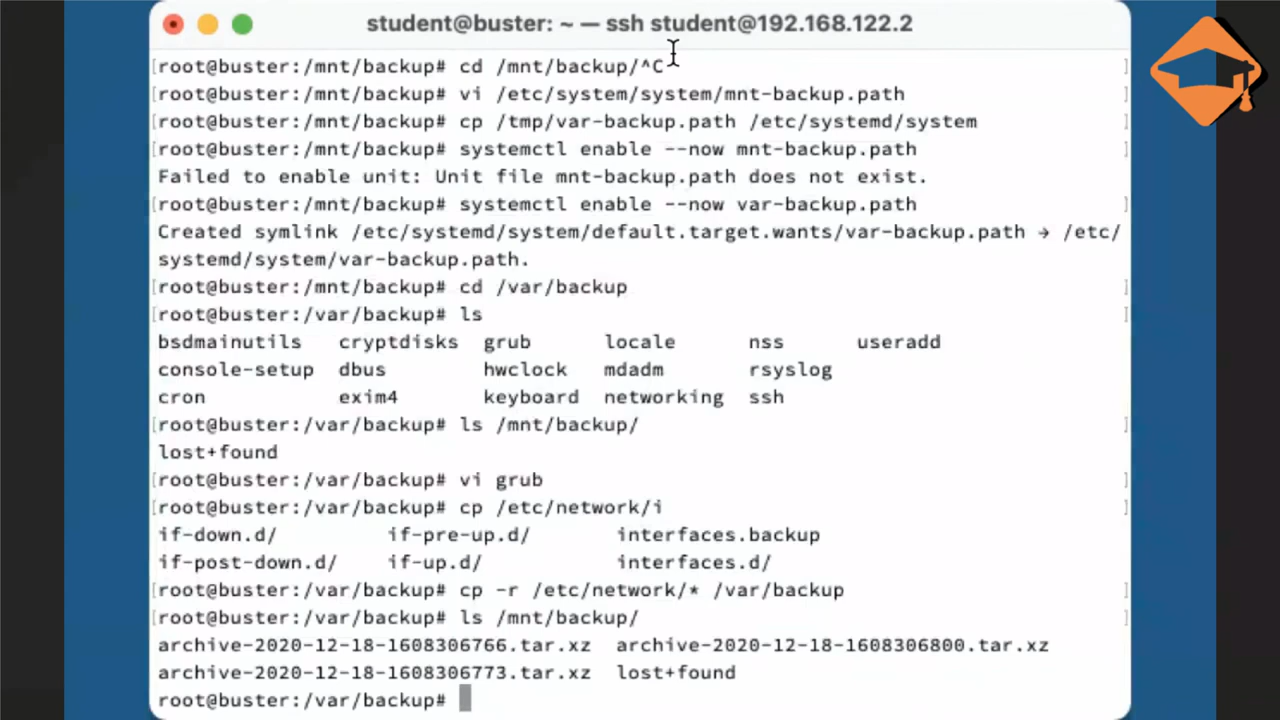 student@buster: ~ — ssh student@192.168.122.2
[root@buster:/mnt/backup# cd /mnt/backup/^C ]
[root@buster:/mnt/backup# vi /etc/system/system/mnt-backup.path
[root@buster:/mnt/backup# cp /tmp/var-backup.path /etc/systemd/system ]
[root@buster:/mnt/backup# systemctl enable --now mnt-backup.path ]
Failed to enable unit: Unit file mnt-backup.path does not exist.
[root@buster:/mnt/backup# systemctl enable --now var-backup.path ]
Created symlink /etc/systemd/system/default.target.wants/var-backup.path → /etc/
systemd/system/var-backup.path.
[root@buster:/mnt/backup# cd /var/backup ]
[root@buster:/var/backup# ls ]
bsdmainutils cryptdisks grub locale nss useradd
console-setup dbus hwclock mdadm rsyslog
cron exim4 keyboard networking ssh
[root@buster:/var/backup# ls /mnt/backup/ ]
lost+found
[root@buster:/var/backup# vi grub ]
[root@buster:/var/backup# cp /etc/network/i ]
if-down.d/ if-pre-up.d/ interfaces.backup
if-post-down.d/ if-up.d/ interfaces.d/
[root@buster:/var/backup# cp -r /etc/network/* /var/backup ]
[root@buster:/var/backup# ls /mnt/backup/ ]
archive-2020-12-18-1608306766.tar.xz archive-2020-12-18-1608306800.tar.xz
archive-2020-12-18-1608306773.tar.xz lost+found
root@buster:/var/backup#